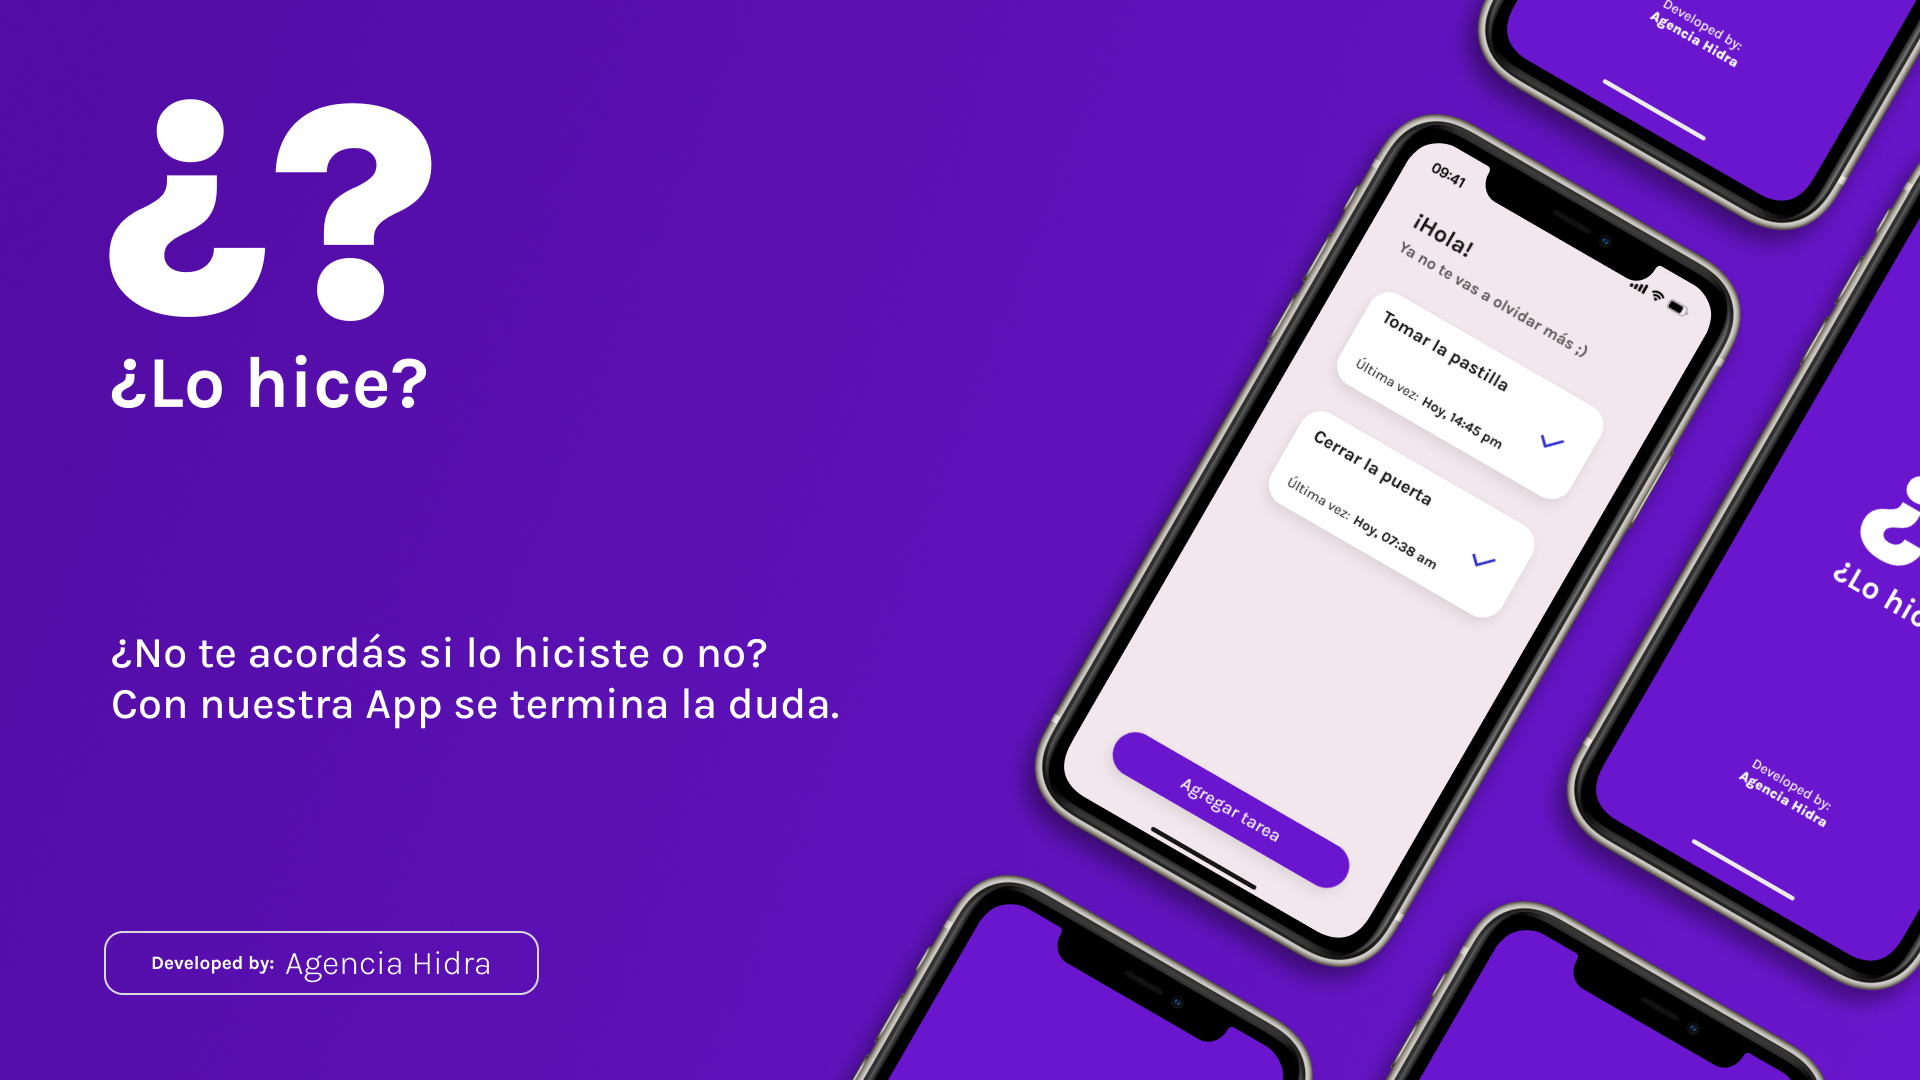 ¿?
¿Lo hice?
¿No te acordás si lo hiciste o no?
Con nuestra App se termina la duda.
Developed by: Agencia Hidra
Developed by:
Agencia Hidra
09:41
¡Hola!
Ya no te vas a olvidar más ;)
Tomar la pastilla
Última vez: Hoy, 14:45 pm
Cerrar la puerta
Última vez: Hoy, 07:38 am
Agregar tarea
¿
¿Lo hic
Developed by:
Agencia Hidra